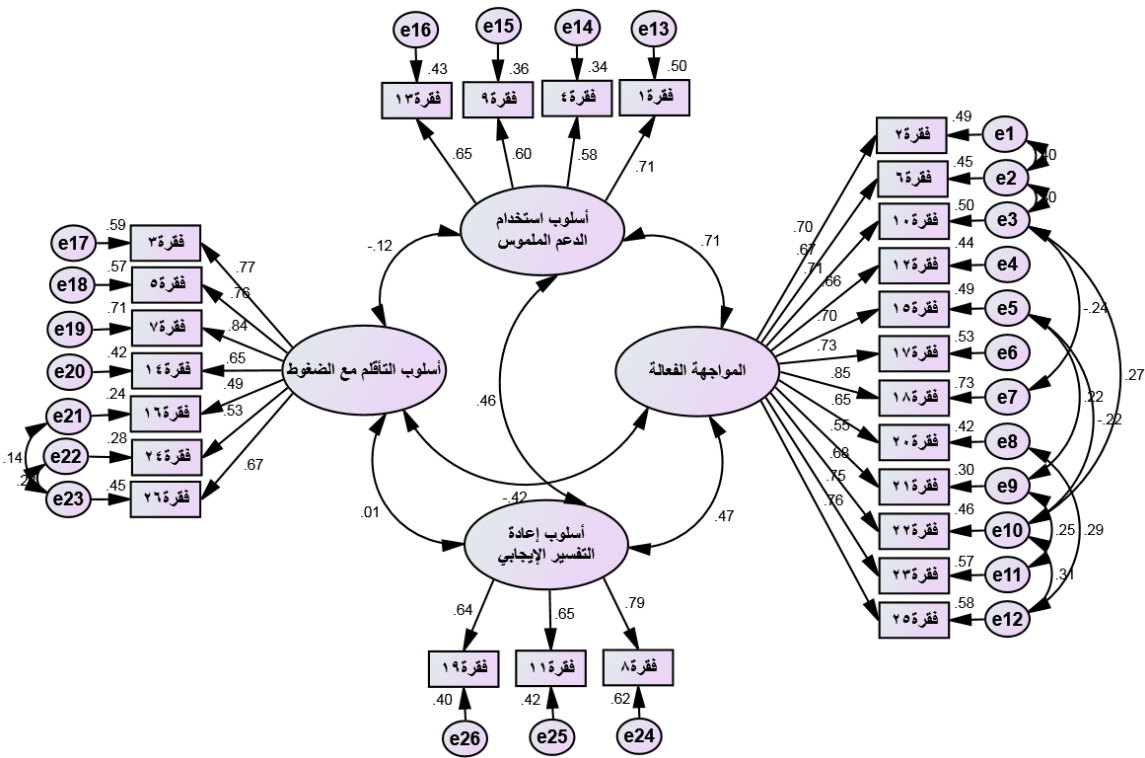 e16
e15
e14
e13
.43
.36
.34
.50
فقرة١٣
فقرة٩
فقرة٤
فقرة١
.65
.60
.58
.71
أسلوب استخدام
الدعم الملموس
-.12
.71
.59
e17
فقرة٣
.57
e18
فقرة٥
.71
e19
فقرة٧
.42
e20
فقرة١٤
.24
e21
فقرة١٦
.28
e22
فقرة٢٤
.45
e23
فقرة٢٦
.14
.77
.76
.84
.65
.49
.53
.67
أسلوب التأقلم مع الضغوط
المواجهة الفعالة
.46
.01
-.42
.47
أسلوب إعادة
التفسير الإيجابي
.64
.65
.79
فقرة١٩
فقرة١١
فقرة٨
.40
.42
.62
e26
e25
e24
.70
.67
.71
.66
.70
.73
.85
.65
.55
.68
.75
.76
.49
فقرة٢
e1
.45
فقرة٦
e2
.50
فقرة١٠
e3
.44
فقرة١٢
e4
.49
فقرة١٥
e5
.53
فقرة١٧
e6
.73
فقرة١٨
e7
.42
فقرة٢٠
e8
.30
فقرة٢١
e9
.46
فقرة٢٢
e10
.57
فقرة٢٣
e11
.58
فقرة٢٥
e12
-.24
.27
.22
-.22
.25
.29
.31